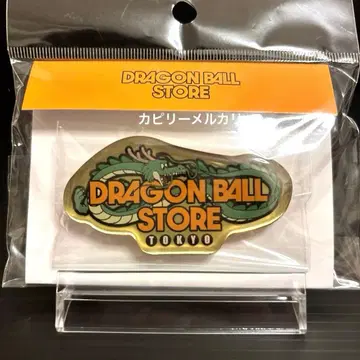 DRAGON BALL
STORE
カピリーメルカリ
DRAGON BALL
STORE
TOKYO